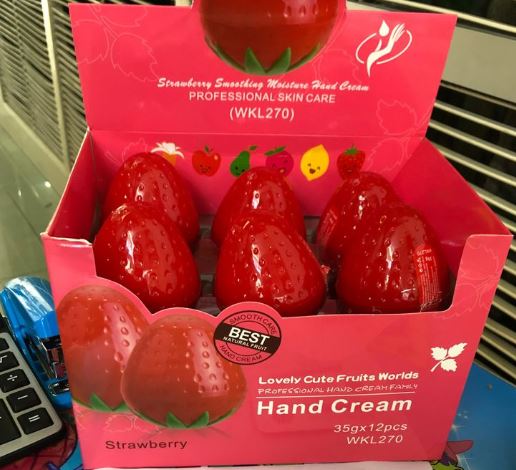 Strawberry Smoothing Moisture Hand Cream
PROFESSIONAL SKIN CARE
(WKL270)
SMOOTH CARE
BEST
NATURAL FRUIT
HAND CREAM
Lovely Cute Fruits Worlds
PROFESSIONAL HAND CREAM FAMILY
Hand Cream
35gx12pcs
WKL270
Strawberry